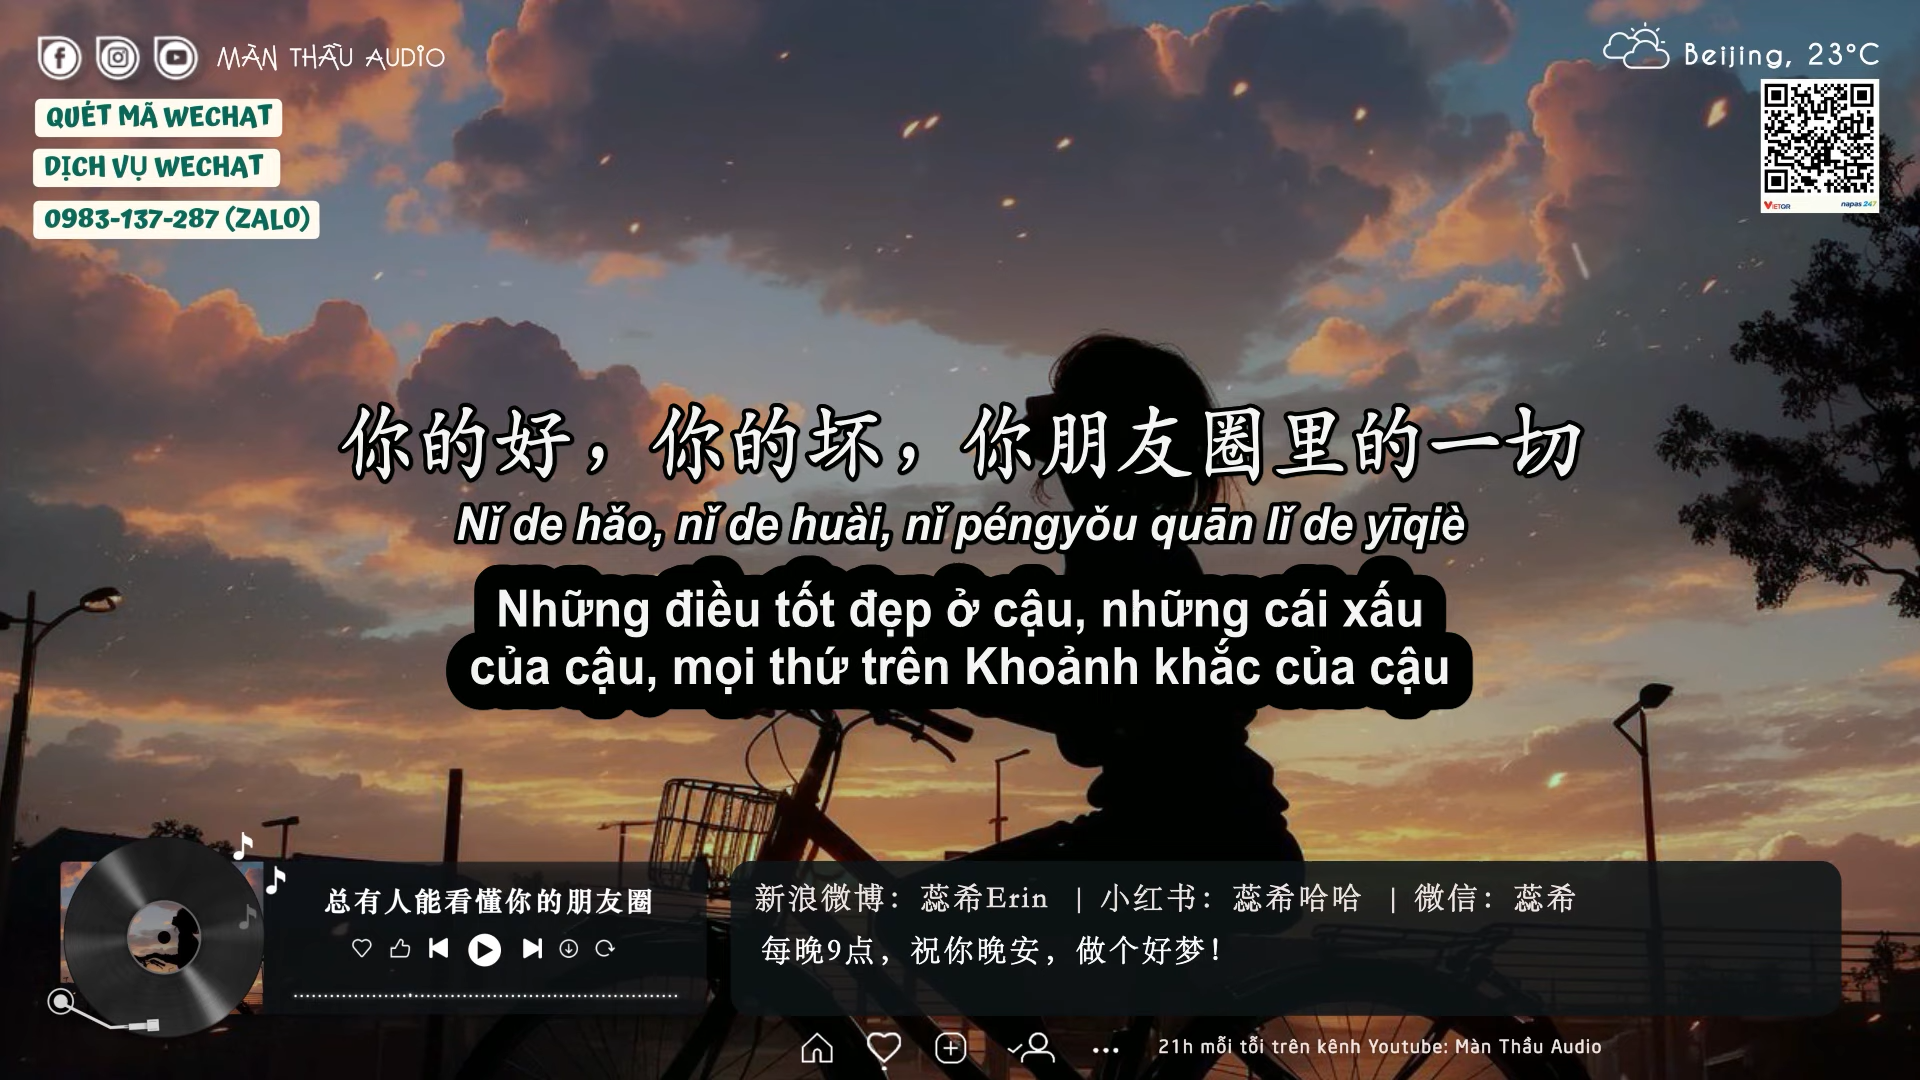 MÀN THẦU AUDIO
Beijing, 23°C
QUÉT MÃ WECHAT
DỊCH VỤ WECHAT
0983-137-287 (ZALO)
VIETQR
napas 247
你的好，你的坏，你朋友圈里的一切
Nǐ de hǎo, nǐ de huài, nǐ péngyǒu quān lǐ de yīqiè
Những điều tốt đẹp ở cậu, những cái xấu
của cậu, mọi thứ trên Khoảnh khắc của cậu
总有人能看懂你的朋友圈
新浪微博：蕊希Erin | 小红书：蕊希哈哈 | 微信：蕊希
每晚9点，祝你晚安，做个好梦！
21h mỗi tối trên kênh Youtube: Màn Thầu Audio